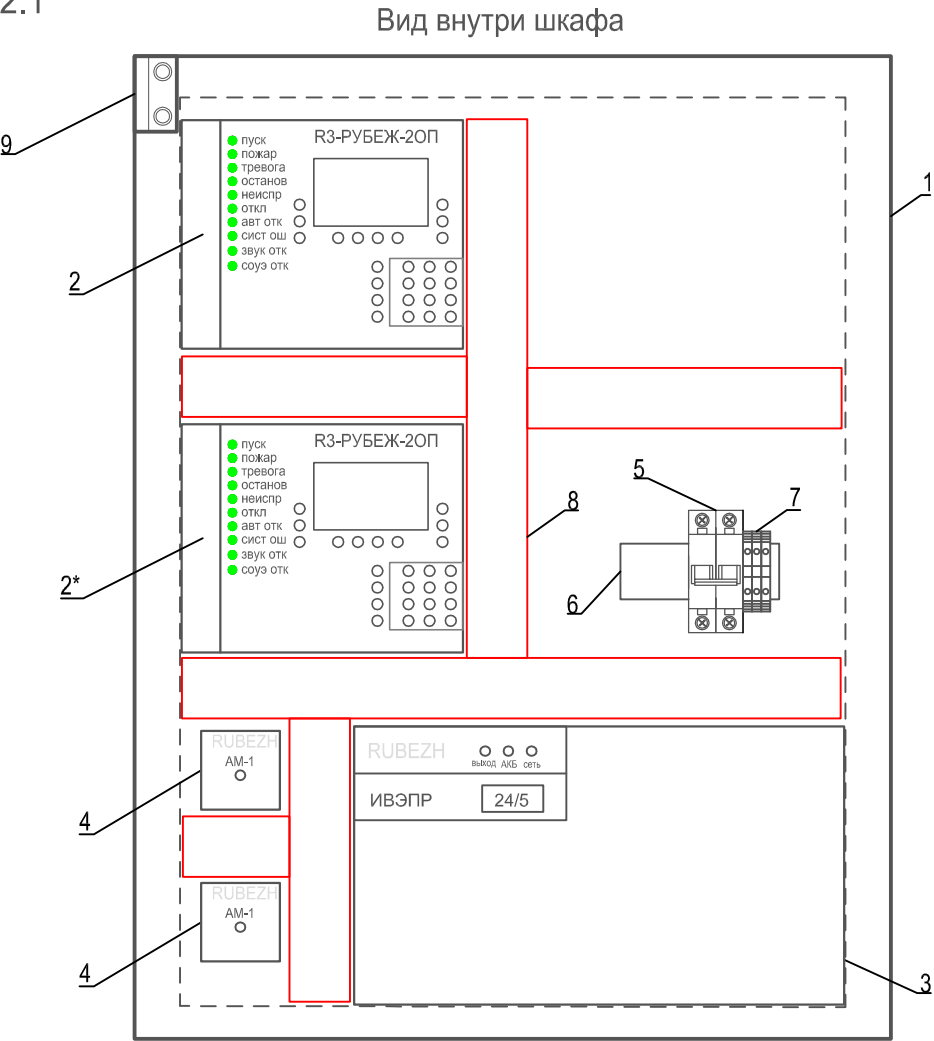 2.1
Вид внутри шкафа
9
1
R3-РУБЕЖ-2ОП
пуск
пожар
тревога
останов
неиспр
откл
авт отк
сист ош
звук отк
соуэ отк
2
R3-РУБЕЖ-2ОП
пуск
пожар
тревога
останов
неиспр
откл
авт отк
сист ош
звук отк
соуэ отк
2*
8
5
7
6
RUBEZH
АМ-1
4
RUBEZH
АМ-1
4
RUBEZH
выход АКБ сеть
ИВЭПР 24/5
3